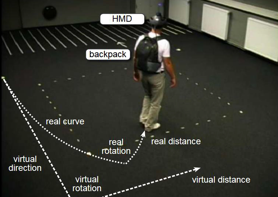 HMD
backpack
real curve
real
rotation
real distance
virtual
direction
virtual
rotation
virtual distance